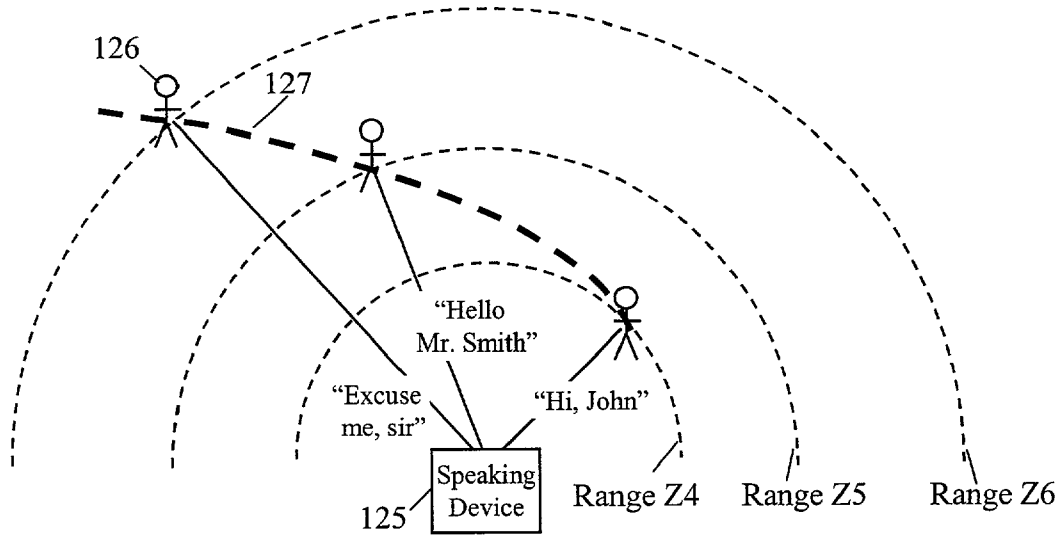 126
127
“Hello
Mr. Smith”
“Excuse
me, sir”
“Hi, John”
Speaking
Device
125
Range Z4
Range Z5
Range Z6